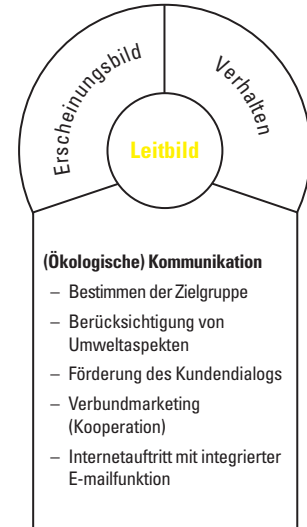 Erscheinungsbild
Verhalten
Leitbild
(Ökologische) Kommunikation
– Bestimmen der Zielgruppe
– Berücksichtigung von
Umweltaspekten
– Förderung des Kundendialogs
– Verbundmarketing
(Kooperation)
– Internetauftritt mit integrierter
E-mailfunktion